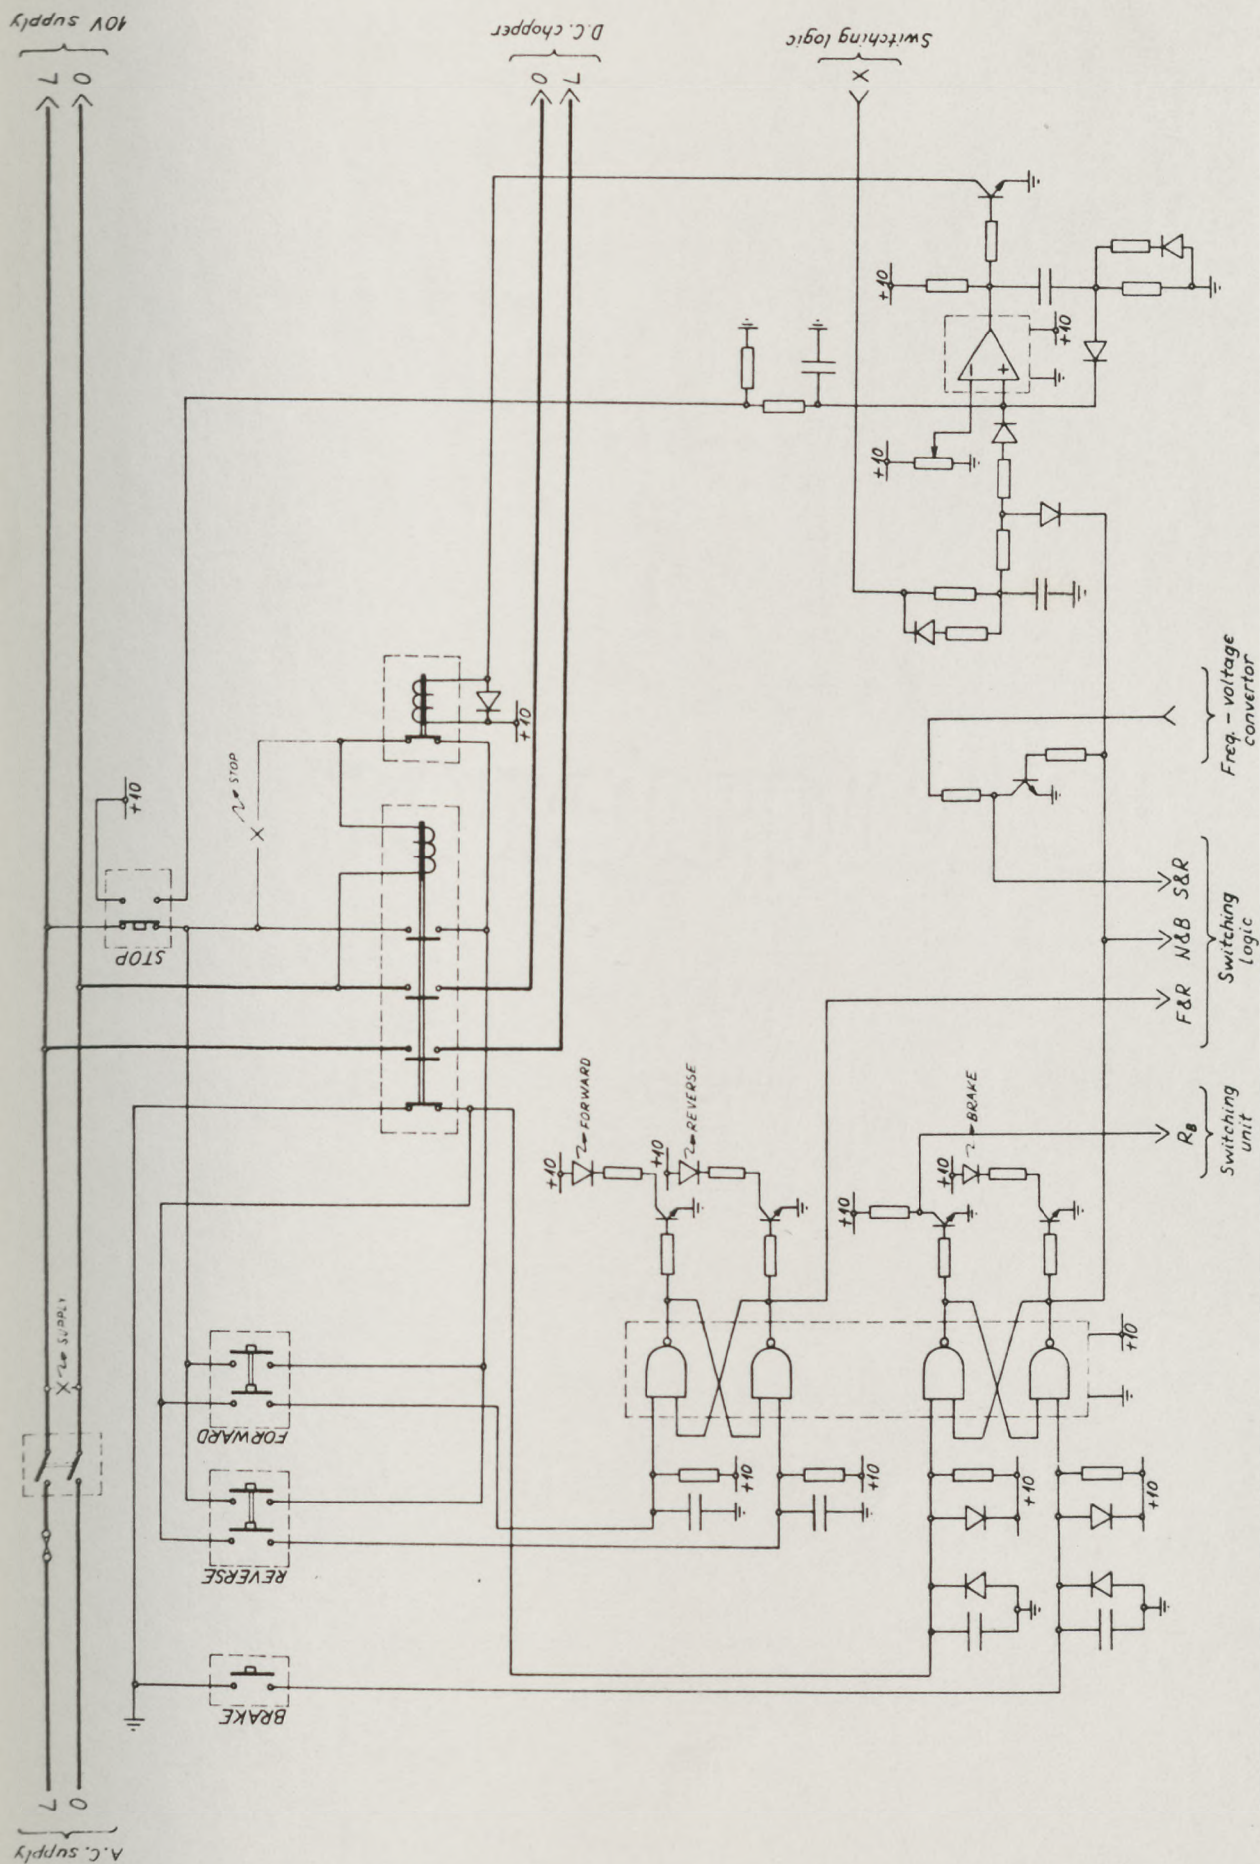 10V supply
L
0
D.C. chopper
0
L
Switching logic
X
+10
+10
+10
+10
STOP
+10
STOP
Freq. - voltage
convertor
S&R
N&B
F&R
Switching
logic
R_B
Switching
unit
FORWARD
+10
REVERSE
+10
BRAKE
+10
+10
+10
SUPPLY
FORWARD
+10
+10
+10
+10
REVERSE
BRAKE
L
0
A.C. supply